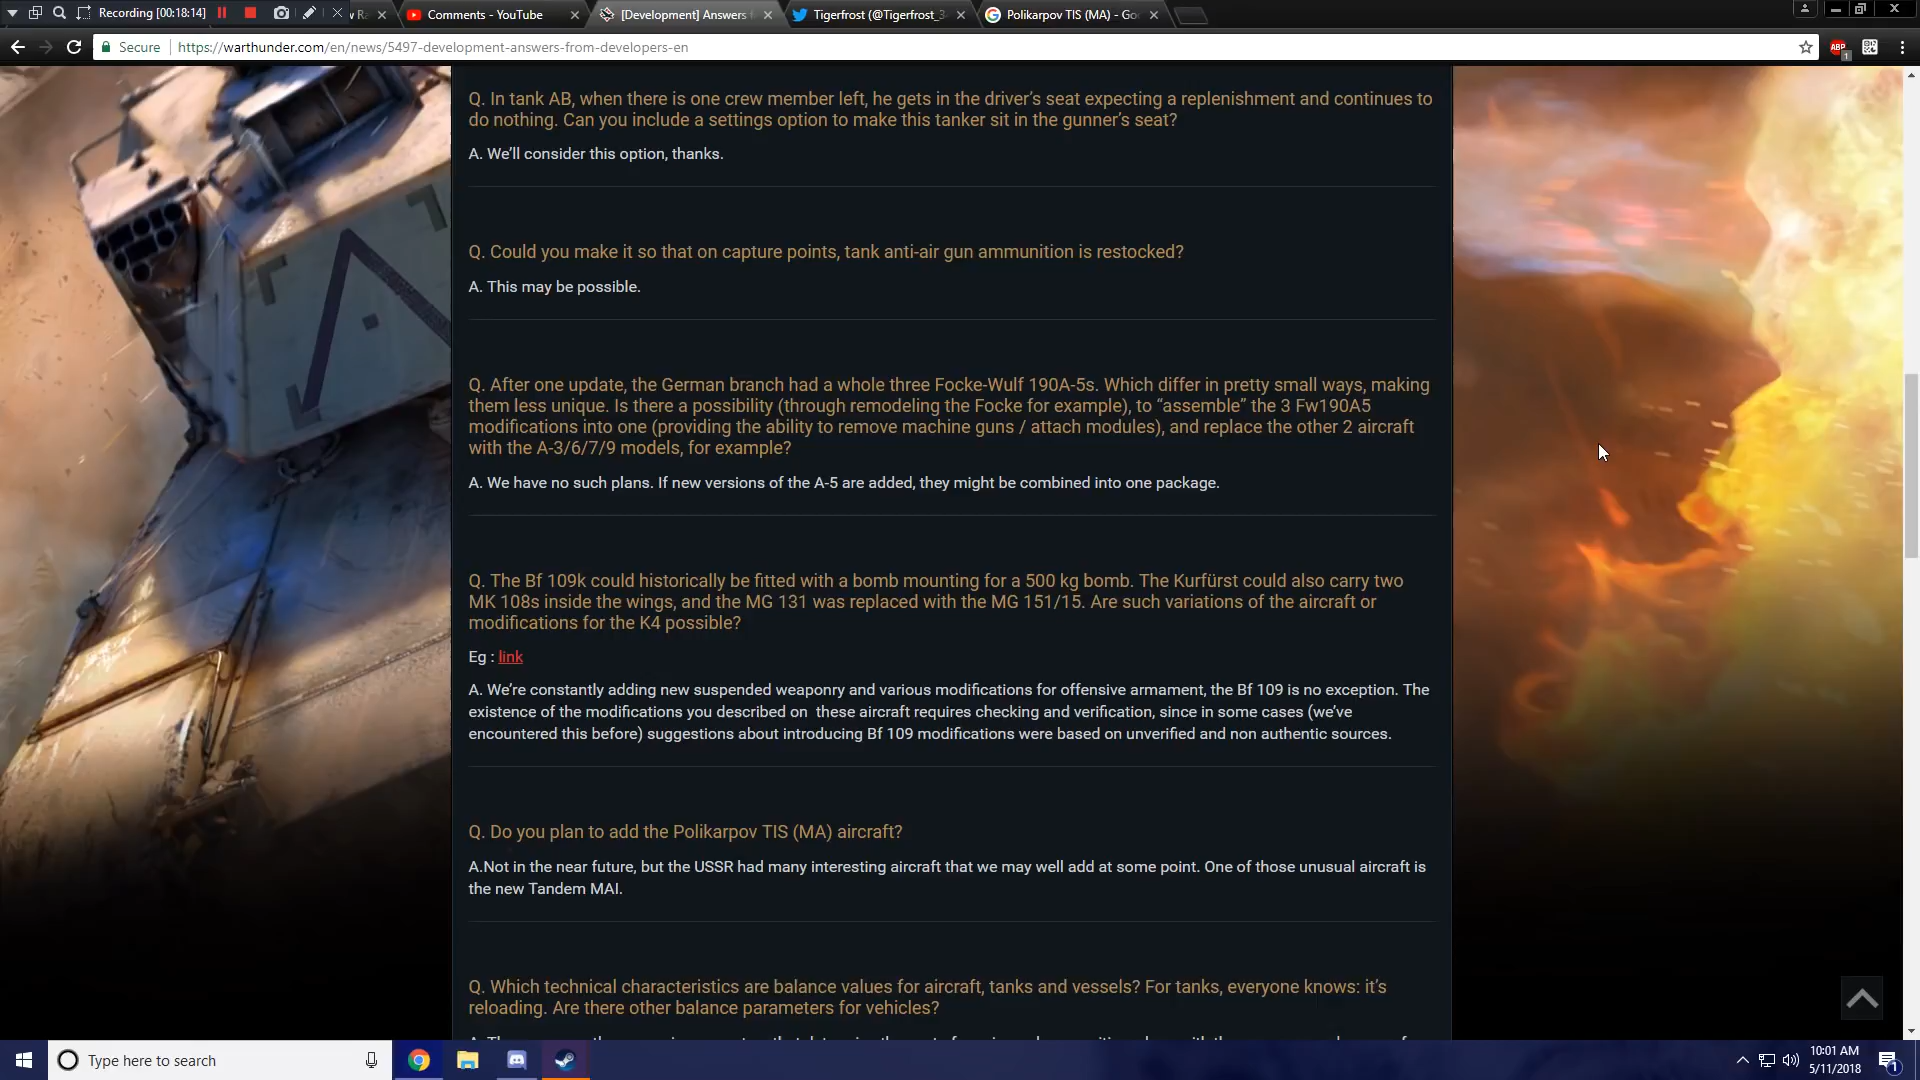 Recording [00:18:14]
Comments - YouTube
[Development] Answers
Tigerfrost (@Tigerfrost_3
Polikarpov TIS (MA) - Go
Secure
https://warthunder.com/en/news/5497-development-answers-from-developers-en
ABP
1
Q. In tank AB, when there is one crew member left, he gets in the driver's seat expecting a replenishment and continues to
do nothing. Can you include a settings option to make this tanker sit in the gunner's seat?
A. We'll consider this option, thanks.
Q. Could you make it so that on capture points, tank anti-air gun ammunition is restocked?
A. This may be possible.
Q. After one update, the German branch had a whole three Focke-Wulf 190A-5s. Which differ in pretty small ways, making
them less unique. Is there a possibility (through remodeling the Focke for example), to “assemble” the 3 Fw190A5
modifications into one (providing the ability to remove machine guns / attach modules), and replace the other 2 aircraft
with the A-3/6/7/9 models, for example?
A. We have no such plans. If new versions of the A-5 are added, they might be combined into one package.
Q. The Bf 109k could historically be fitted with a bomb mounting for a 500 kg bomb. The Kurfürst could also carry two
MK 108s inside the wings, and the MG 131 was replaced with the MG 151/15. Are such variations of the aircraft or
modifications for the K4 possible?
Eg : link
A. We're constantly adding new suspended weaponry and various modifications for offensive armament, the Bf 109 is no exception. The
existence of the modifications you described on  these aircraft requires checking and verification, since in some cases (we've
encountered this before) suggestions about introducing Bf 109 modifications were based on unverified and non authentic sources.
Q. Do you plan to add the Polikarpov TIS (MA) aircraft?
A.Not in the near future, but the USSR had many interesting aircraft that we may well add at some point. One of those unusual aircraft is
the new Tandem MAI.
Q. Which technical characteristics are balance values for aircraft, tanks and vessels? For tanks, everyone knows: it's
reloading. Are there other balance parameters for vehicles?
Type here to search
10:01 AM
5/11/2018
1